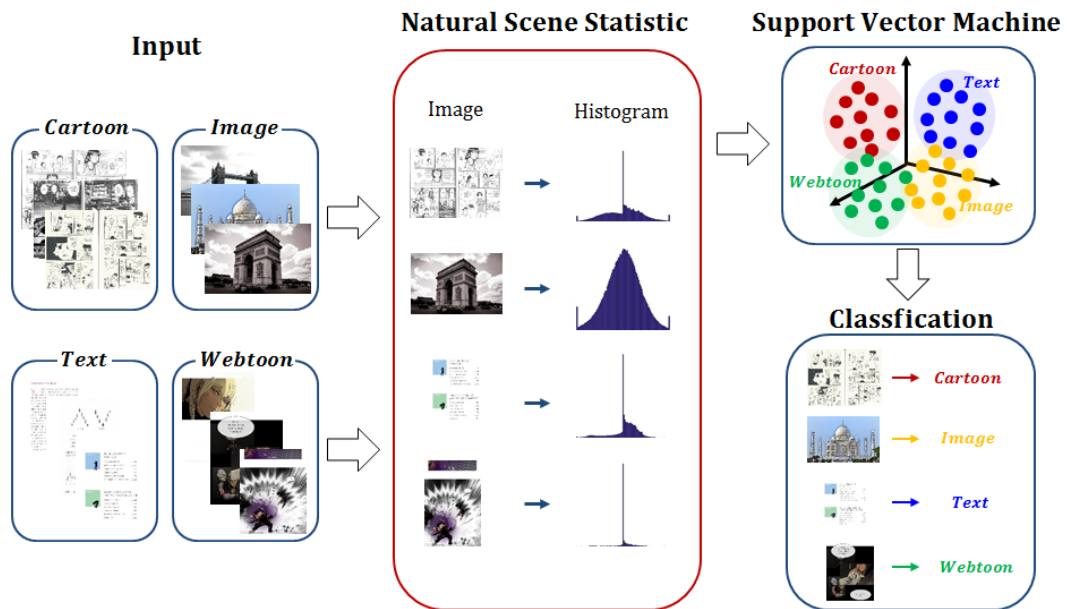 Input
Cartoon
Image
Text
Webtoon
Natural Scene Statistic
Image
Histogram
Support Vector Machine
Cartoon
Text
Webtoon
Image
Classfication
Cartoon
Image
Text
Webtoon